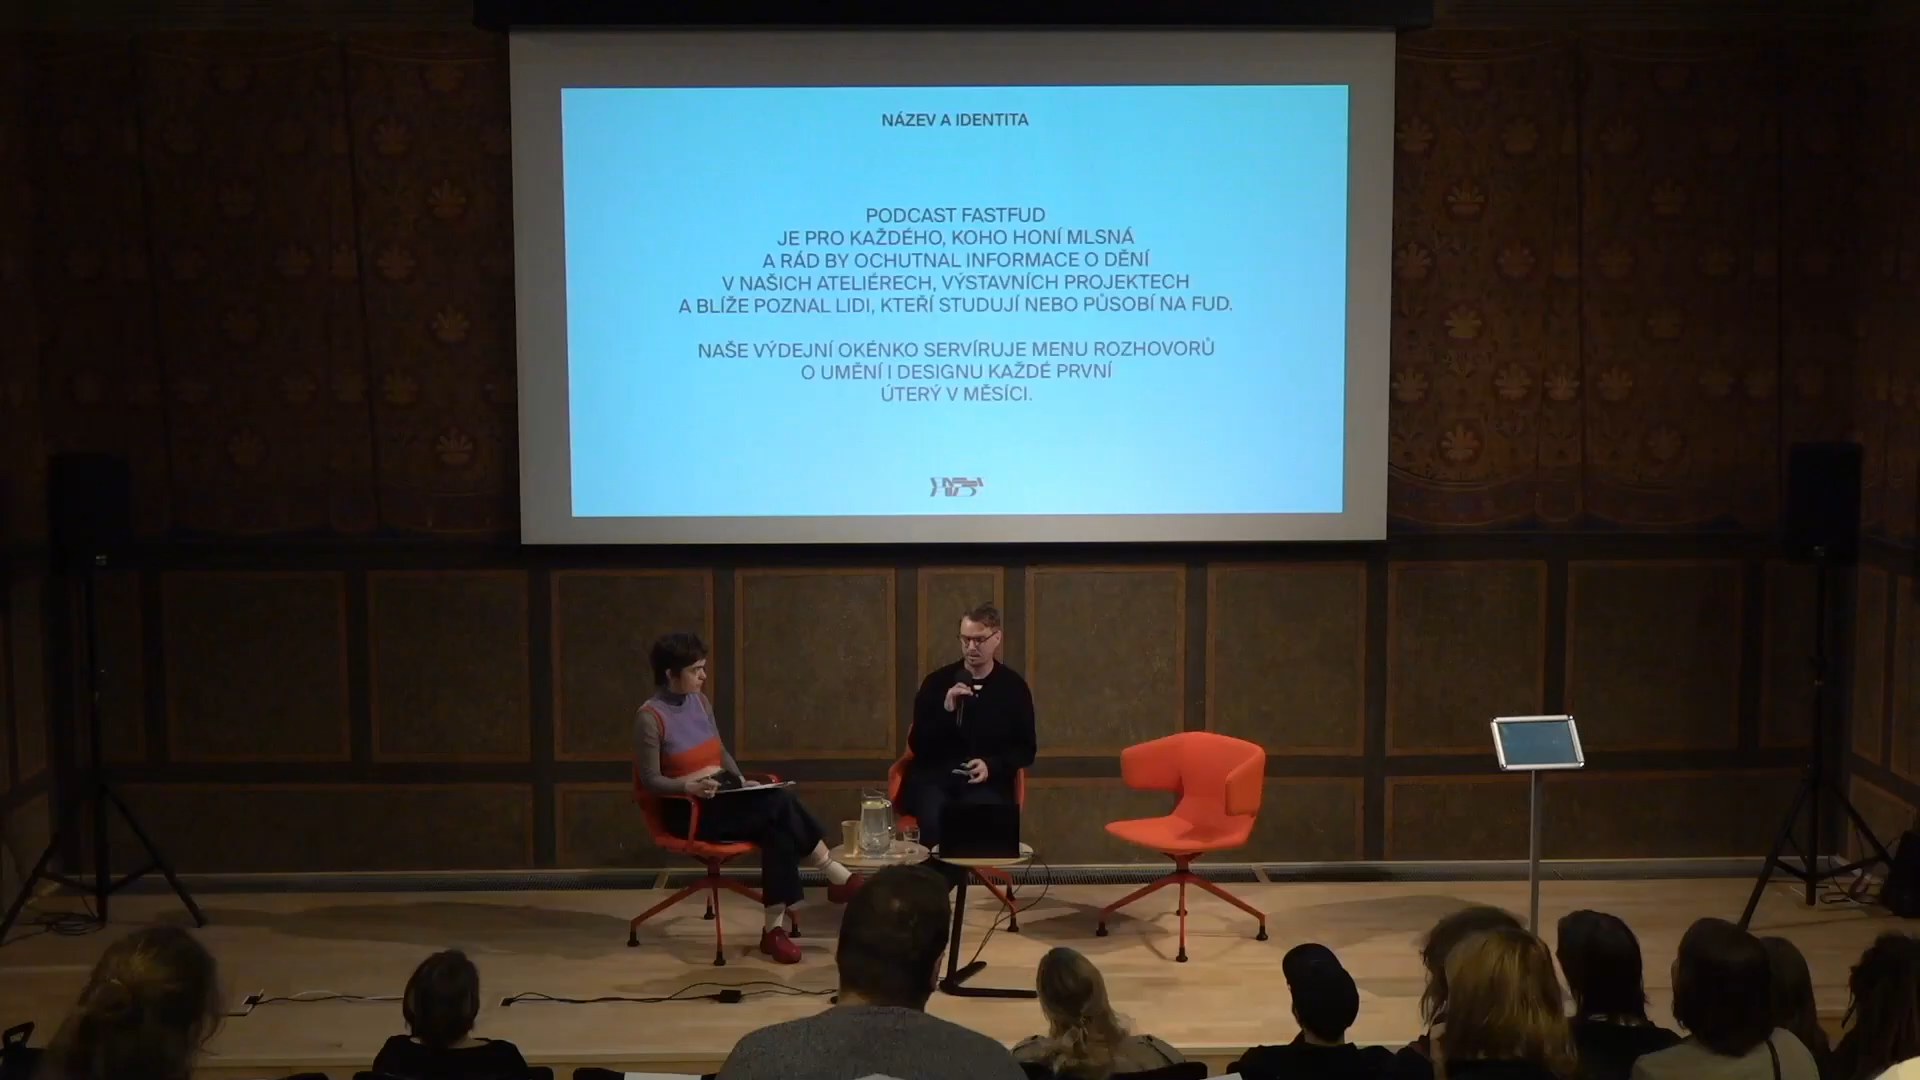 NÁZEV A IDENTITA
PODCAST FASTFUD
JE PRO KAŽDÉHO, KOHO HONÍ MLSNÁ
A RÁD BY OCHUTNAL INFORMACE O DĚNÍ
V NAŠICH ATELIÉRECH, VÝSTAVNÍCH PROJEKTECH
A BLÍŽE POZNAL LIDI, KTEŘÍ STUDUJÍ NEBO PŮSOBÍ NA FUD.
NAŠE VÝDEJNÍ OKÉNKO SERVÍRUJE MENU ROZHOVORŮ
O UMĚNÍ I DESIGNU KAŽDÉ PRVNÍ
ÚTERÝ V MĚSÍCI.